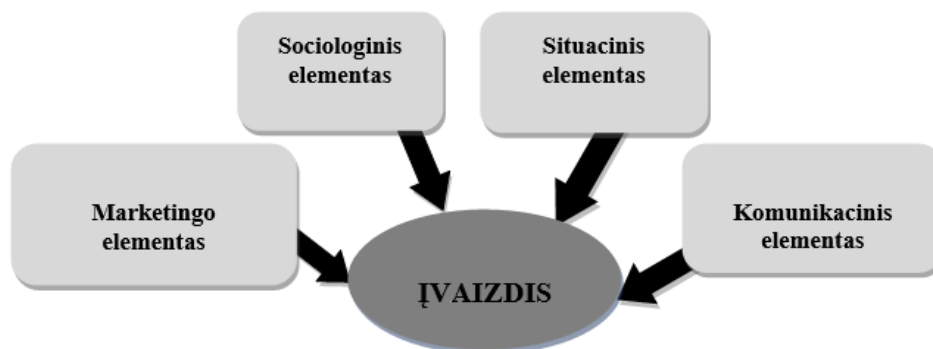 Sociologinis
elementas
Situacinis
elementas
Marketingo
elementas
Komunikacinis
elementas
ĮVAIZDIS